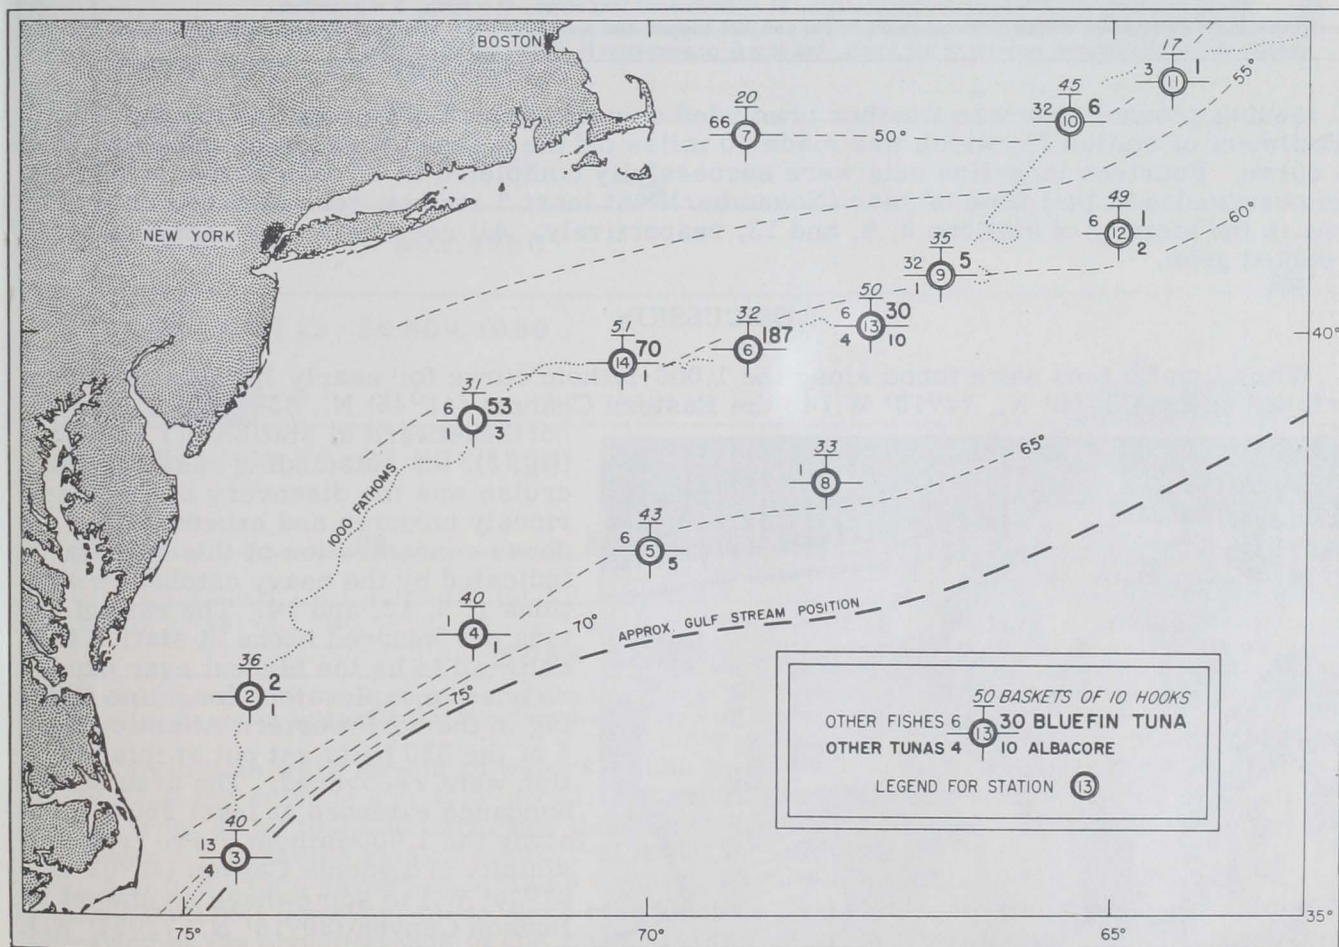 BOSTON
17
3 11 1
45
32 10 6
55°
20
66 7
50°
49
6 12 1
2
60°
NEW YORK
35
32 9 5
1
50
6 13 30
4 10
40°
32
6 187
51
14 70
31
6 1 53
3
1000 FATHOMS
33
1 8
65°
43
6 5
5
40
1 4
1
70°
APPROX. GULF STREAM POSITION
75°
36
2 2
1
40
13 3
4
50 BASKETS OF 10 HOOKS
OTHER FISHES 6 13 30 BLUEFIN TUNA
OTHER TUNAS 4 10 ALBACORE
LEGEND FOR STATION 13
75° 70° 65° 35°